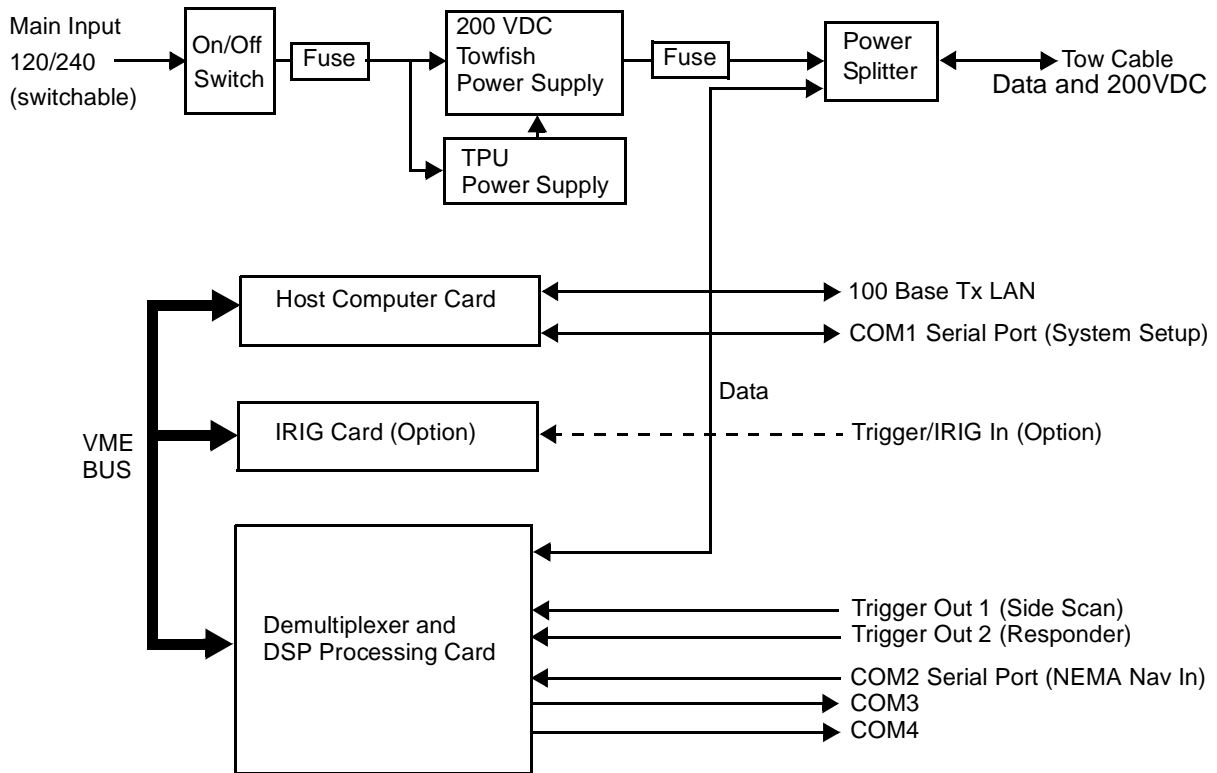 Main Input
120/240
(switchable)
On/Off
Switch
Fuse
200 VDC
Towfish
Power Supply
Fuse
Power
Splitter
Tow Cable
Data and 200VDC
TPU
Power Supply
Host Computer Card
100 Base Tx LAN
COM1 Serial Port (System Setup)
Data
VME
BUS
IRIG Card (Option)
Trigger/IRIG In (Option)
Demultiplexer and
DSP Processing Card
Trigger Out 1 (Side Scan)
Trigger Out 2 (Responder)
COM2 Serial Port (NEMA Nav In)
COM3
COM4